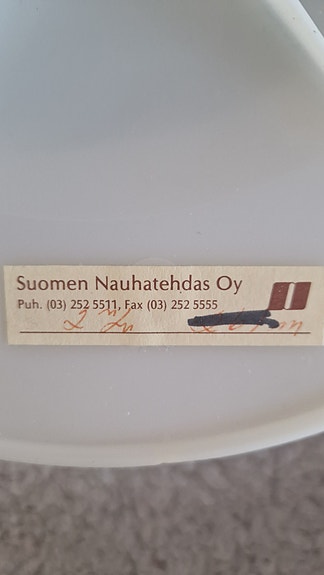 Suomen Nauhatehdas Oy
Puh. (03) 252 5511, Fax (03) 252 5555